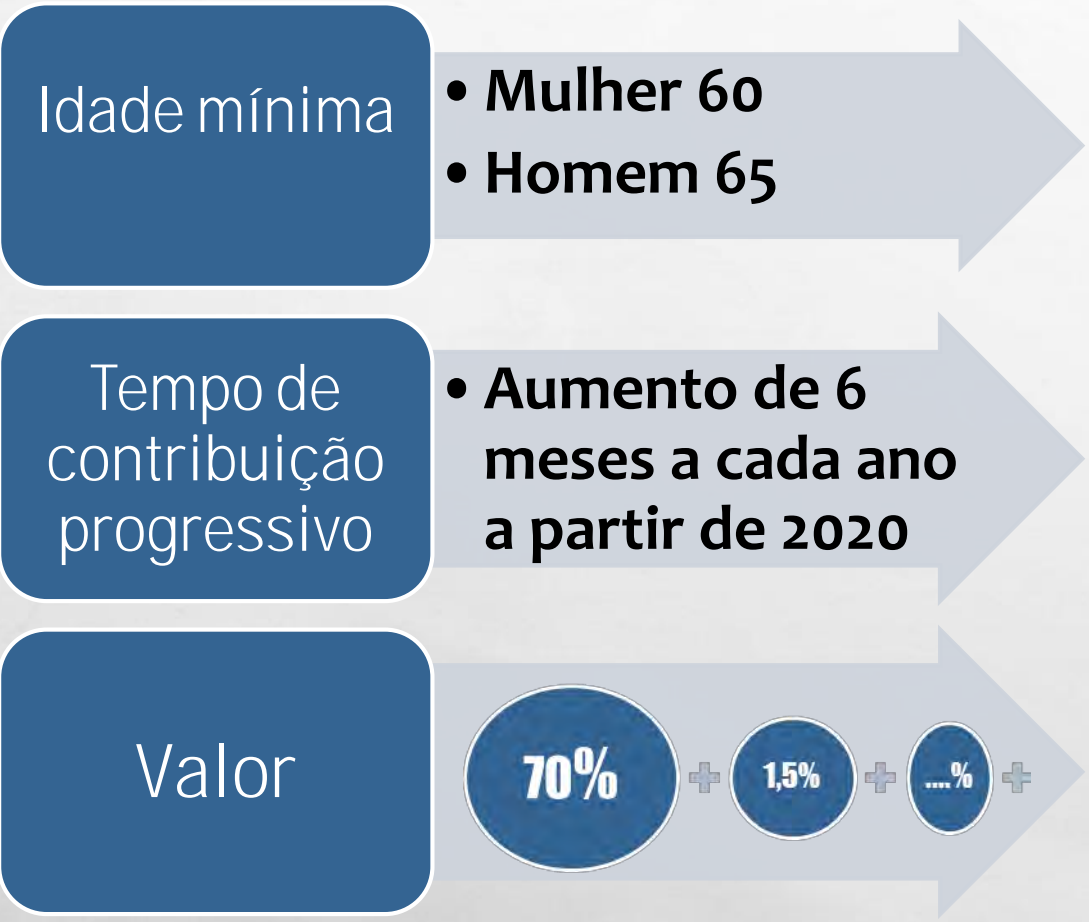 Idade mínima
• Mulher 60
• Homem 65
Tempo de
contribuição
progressivo
• Aumento de 6
meses a cada ano
a partir de 2020
Valor
70% + 1,5% + ....% +